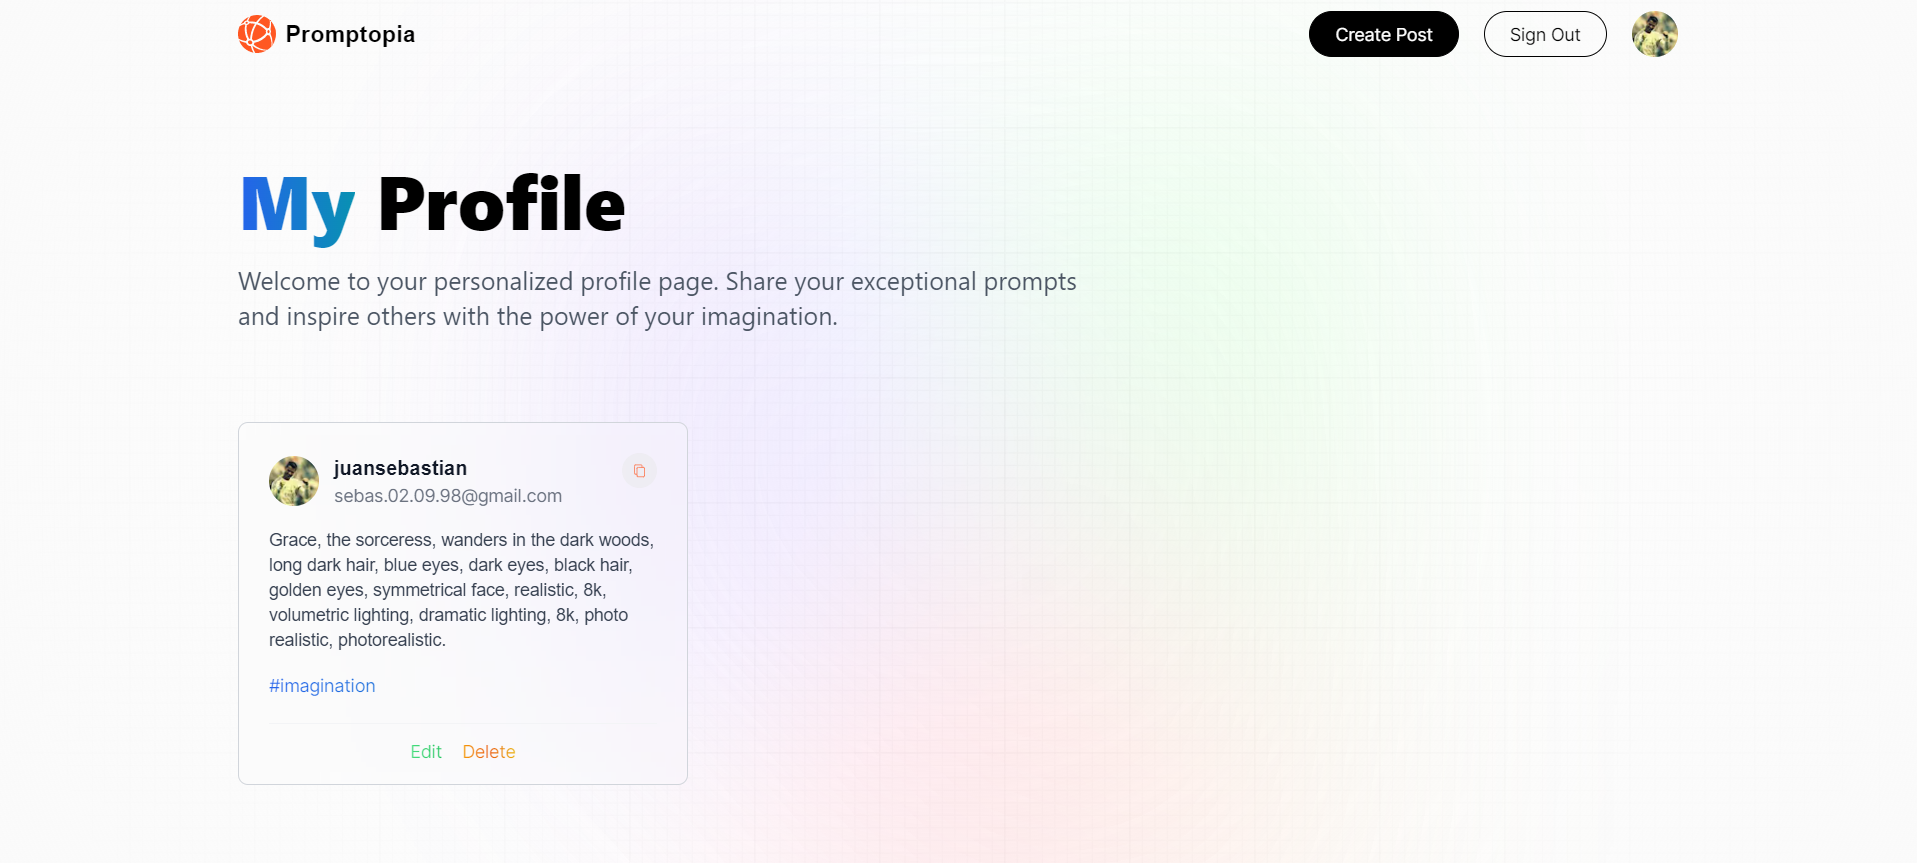 Promptopia
Create Post
Sign Out
My Profile
Welcome to your personalized profile page. Share your exceptional prompts
and inspire others with the power of your imagination.
juansebastian
sebas.02.09.98@gmail.com
Grace, the sorceress, wanders in the dark woods,
long dark hair, blue eyes, dark eyes, black hair,
golden eyes, symmetrical face, realistic, 8k,
volumetric lighting, dramatic lighting, 8k, photo
realistic, photorealistic.
#imagination
Edit
Delete